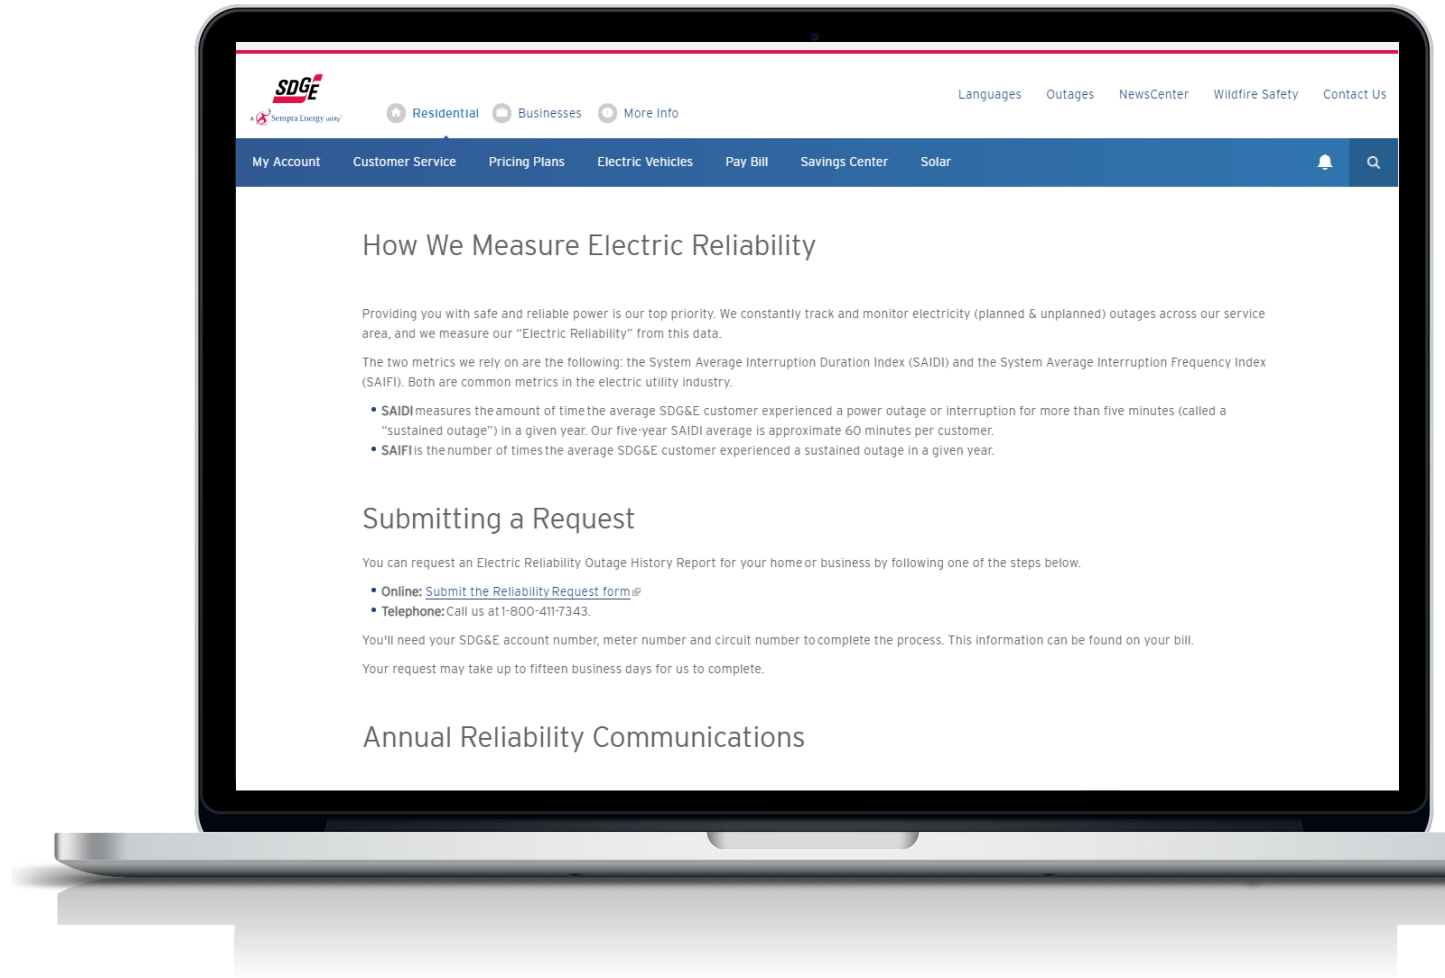 SDGE
A Sempra Energy utility
Residential
Businesses
More Info
Languages
Outages
NewsCenter
Wildfire Safety
Contact Us
My Account
Customer Service
Pricing Plans
Electric Vehicles
Pay Bill
Savings Center
Solar
How We Measure Electric Reliability
Providing you with safe and reliable power is our top priority. We constantly track and monitor electricity (planned & unplanned) outages across our service
area, and we measure our “Electric Reliability” from this data.
The two metrics we rely on are the following: the System Average Interruption Duration Index (SAIDI) and the System Average Interruption Frequency Index
(SAIFI). Both are common metrics in the electric utility industry.
• SAIDI measures the amount of time the average SDG&E customer experienced a power outage or interruption for more than five minutes (called a
“sustained outage”) in a given year. Our five-year SAIDI average is approximate 60 minutes per customer.
• SAIFI is the number of times the average SDG&E customer experienced a sustained outage in a given year.
Submitting a Request
You can request an Electric Reliability Outage History Report for your home or business by following one of the steps below.
• Online: Submit the Reliability Request form
• Telephone: Call us at 1-800-411-7343.
You'll need your SDG&E account number, meter number and circuit number to complete the process. This information can be found on your bill.
Your request may take up to fifteen business days for us to complete.
Annual Reliability Communications